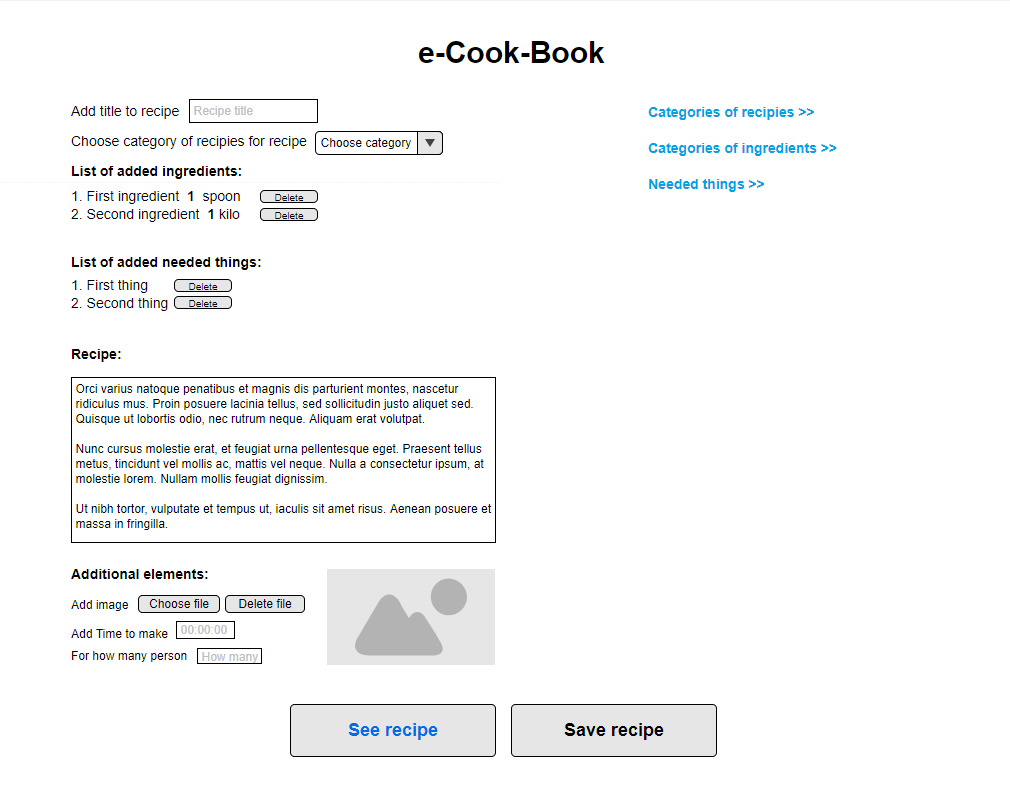 e-Cook-Book
Add title to recipe Recipe title
Choose category of recipies for recipe Choose category
List of added ingredients:
1. First ingredient 1 spoon Delete
2. Second ingredient 1 kilo Delete
List of added needed things:
1. First thing Delete
2. Second thing Delete
Recipe:
Orci varius natoque penatibus et magnis dis parturient montes, nascetur
ridiculus mus. Proin posuere lacinia tellus, sed sollicitudin justo aliquet sed.
Quisque ut lobortis odio, nec rutrum neque. Aliquam erat volutpat.
Nunc cursus molestie erat, et feugiat urna pellentesque eget. Praesent tellus
metus, tincidunt vel mollis ac, mattis vel neque. Nulla a consectetur ipsum, at
molestie lorem. Nullam mollis feugiat dignissim.
Ut nibh tortor, vulputate et tempus ut, iaculis sit amet risus. Aenean posuere et
massa in fringilla.
Additional elements:
Add image Choose file Delete file
Add Time to make 00:00:00
For how many person How many
Categories of recipies >>
Categories of ingredients >>
Needed things >>
See recipe Save recipe